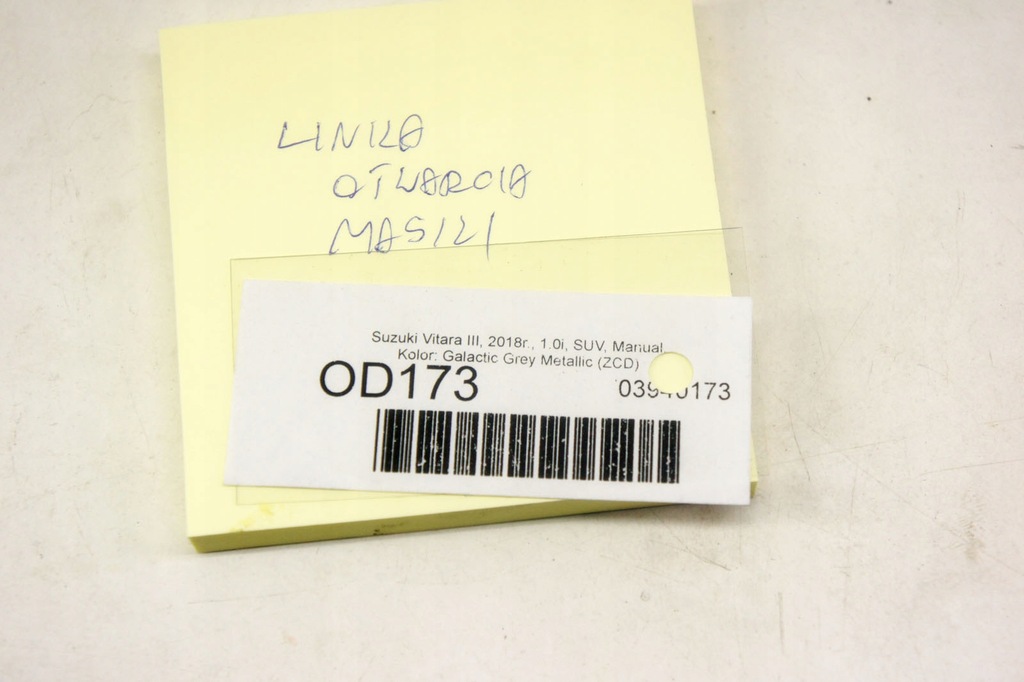 LINKA
OTWARCIA
MASKI
Suzuki Vitara III, 2018r., 1.0i, SUV, Manual
Kolor: Galactic Grey Metallic (ZCD)
OD173